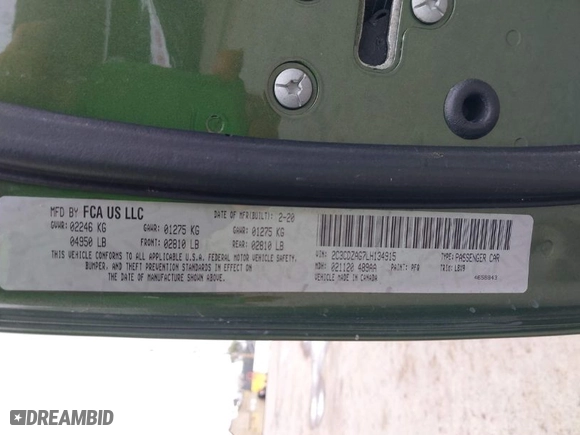 MFD BY FCA US LLC
DATE OF MFR(BUILT): 2-20
GVWR: 02246 KG
GAWR: 01275 KG
GAWR: 01275 KG
04950 LB
FRONT: 02810 LB
REAR: 02810 LB
THIS VEHICLE CONFORMS TO ALL APPLICABLE U.S.A. FEDERAL MOTOR VEHICLE SAFETY,
BUMPER, AND THEFT PREVENTION STANDARDS IN EFFECT ON
THE DATE OF MANUFACTURE SHOWN ABOVE.
VIN: 2C3CDZAG7LH134915
TYPE: PASSENGER CAR
MDH: 021120 489AA
PAINT: PFQ
TRIM: LBX9
VEHICLE MADE IN CANADA
4658943
DREAMBID